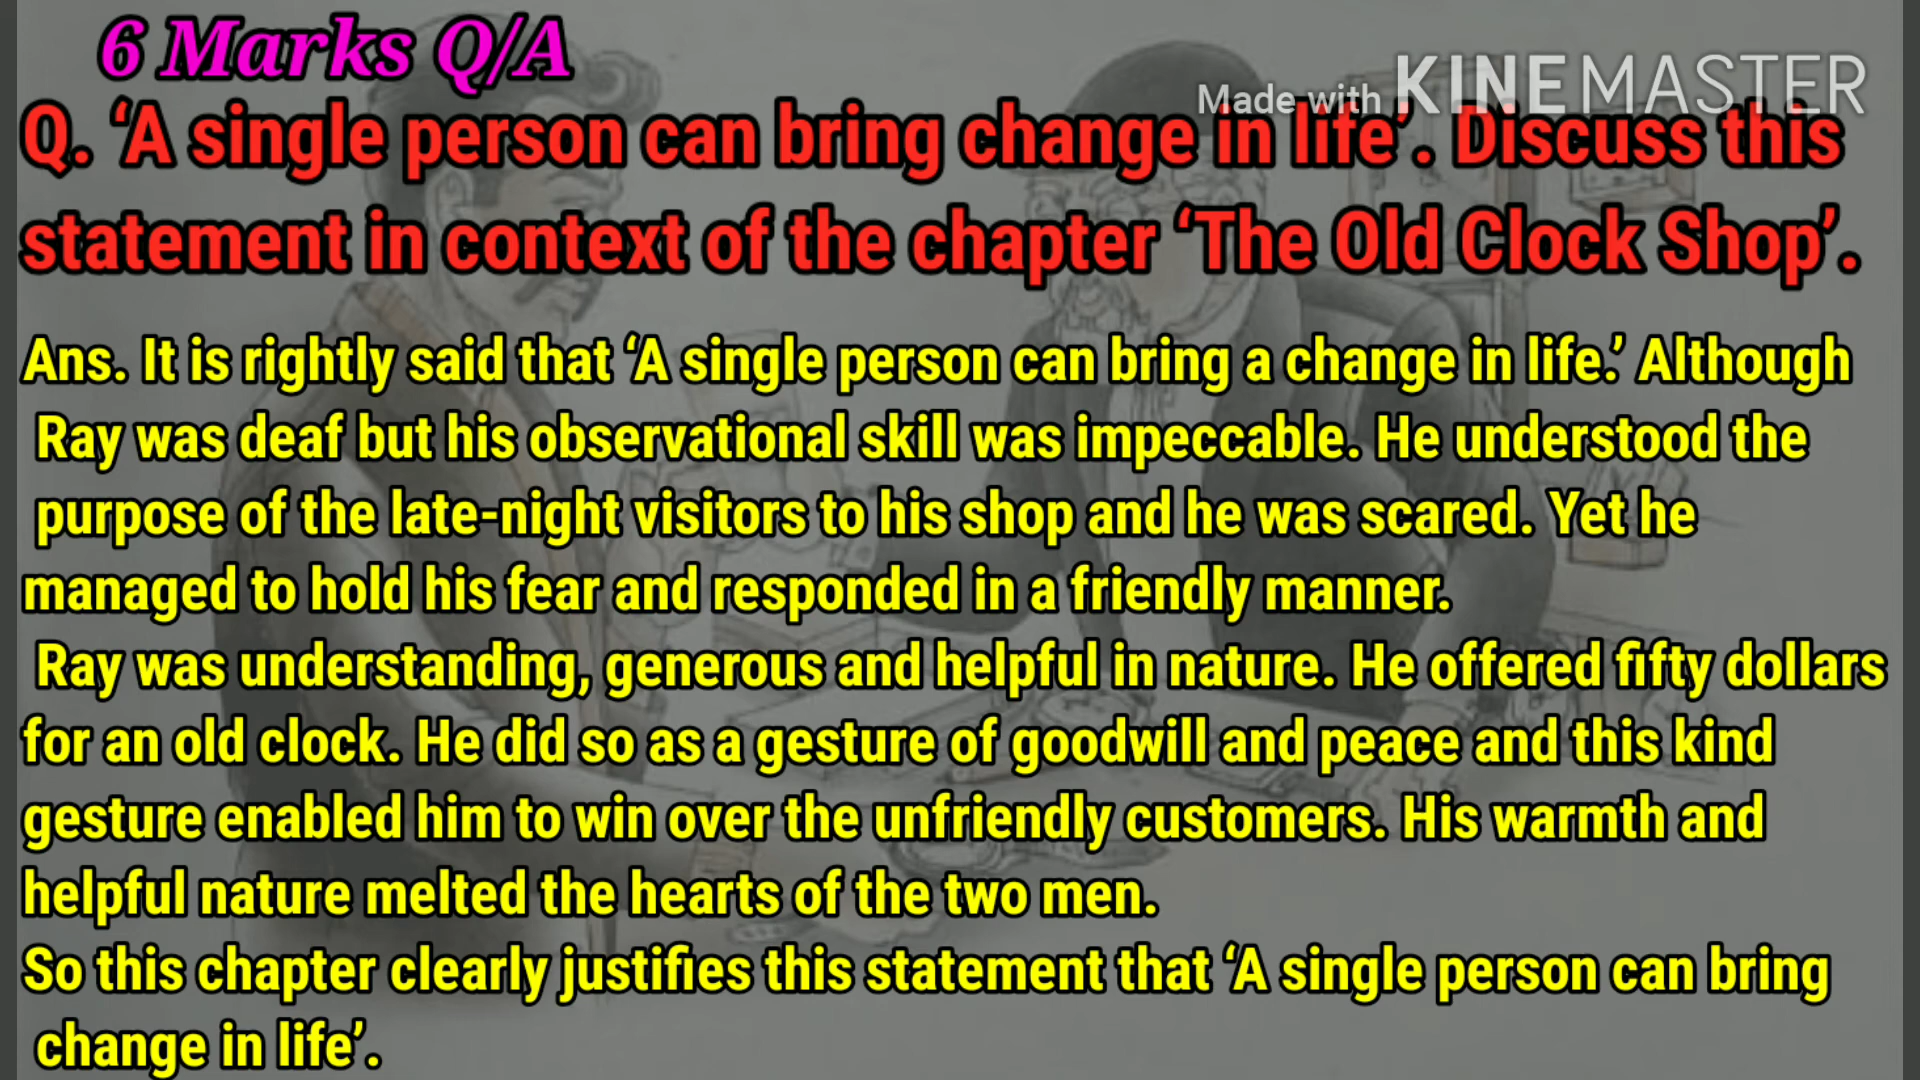 6 Marks Q/A
Made with KINEMASTER
Q. ‘A single person can bring change in life’. Discuss this
statement in context of the chapter ‘The Old Clock Shop’.
Ans. It is rightly said that ‘A single person can bring a change in life.’ Although
Ray was deaf but his observational skill was impeccable. He understood the
purpose of the late-night visitors to his shop and he was scared. Yet he
managed to hold his fear and responded in a friendly manner.
Ray was understanding, generous and helpful in nature. He offered fifty dollars
for an old clock. He did so as a gesture of goodwill and peace and this kind
gesture enabled him to win over the unfriendly customers. His warmth and
helpful nature melted the hearts of the two men.
So this chapter clearly justifies this statement that ‘A single person can bring
change in life’.